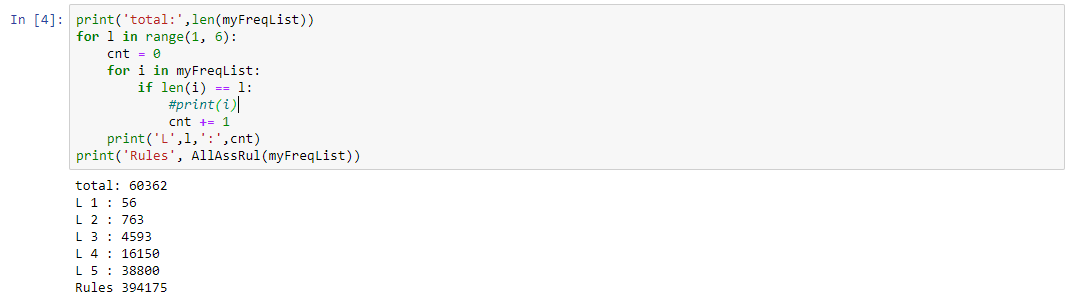 In [4]: print('total:',len(myFreqList))
for l in range(1, 6):
    cnt = 0
    for i in myFreqList:
        if len(i) == l:
            #print(i)
            cnt += 1
    print('L',l,':',cnt)
print('Rules', AllAssRul(myFreqList))
total: 60362
L 1 : 56
L 2 : 763
L 3 : 4593
L 4 : 16150
L 5 : 38800
Rules 394175